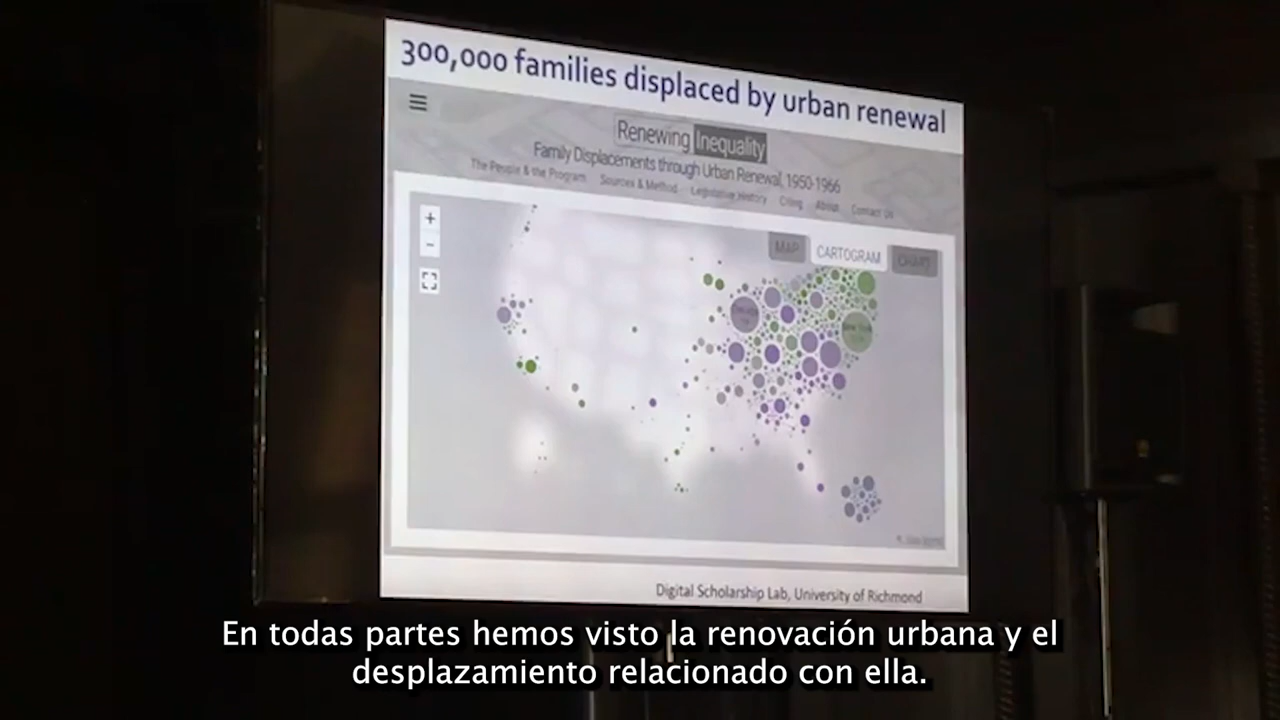 300,000 families displaced by urban renewal
Renewing Inequality
Family Displacements through Urban Renewal, 1950-1966
The People & the Program Sources & Method Legislative History Citing About Contact Us
+
−
MAP CARTOGRAM CHART
New York
Digital Scholarship Lab, University of Richmond
En todas partes hemos visto la renovación urbana y el
desplazamiento relacionado con ella.